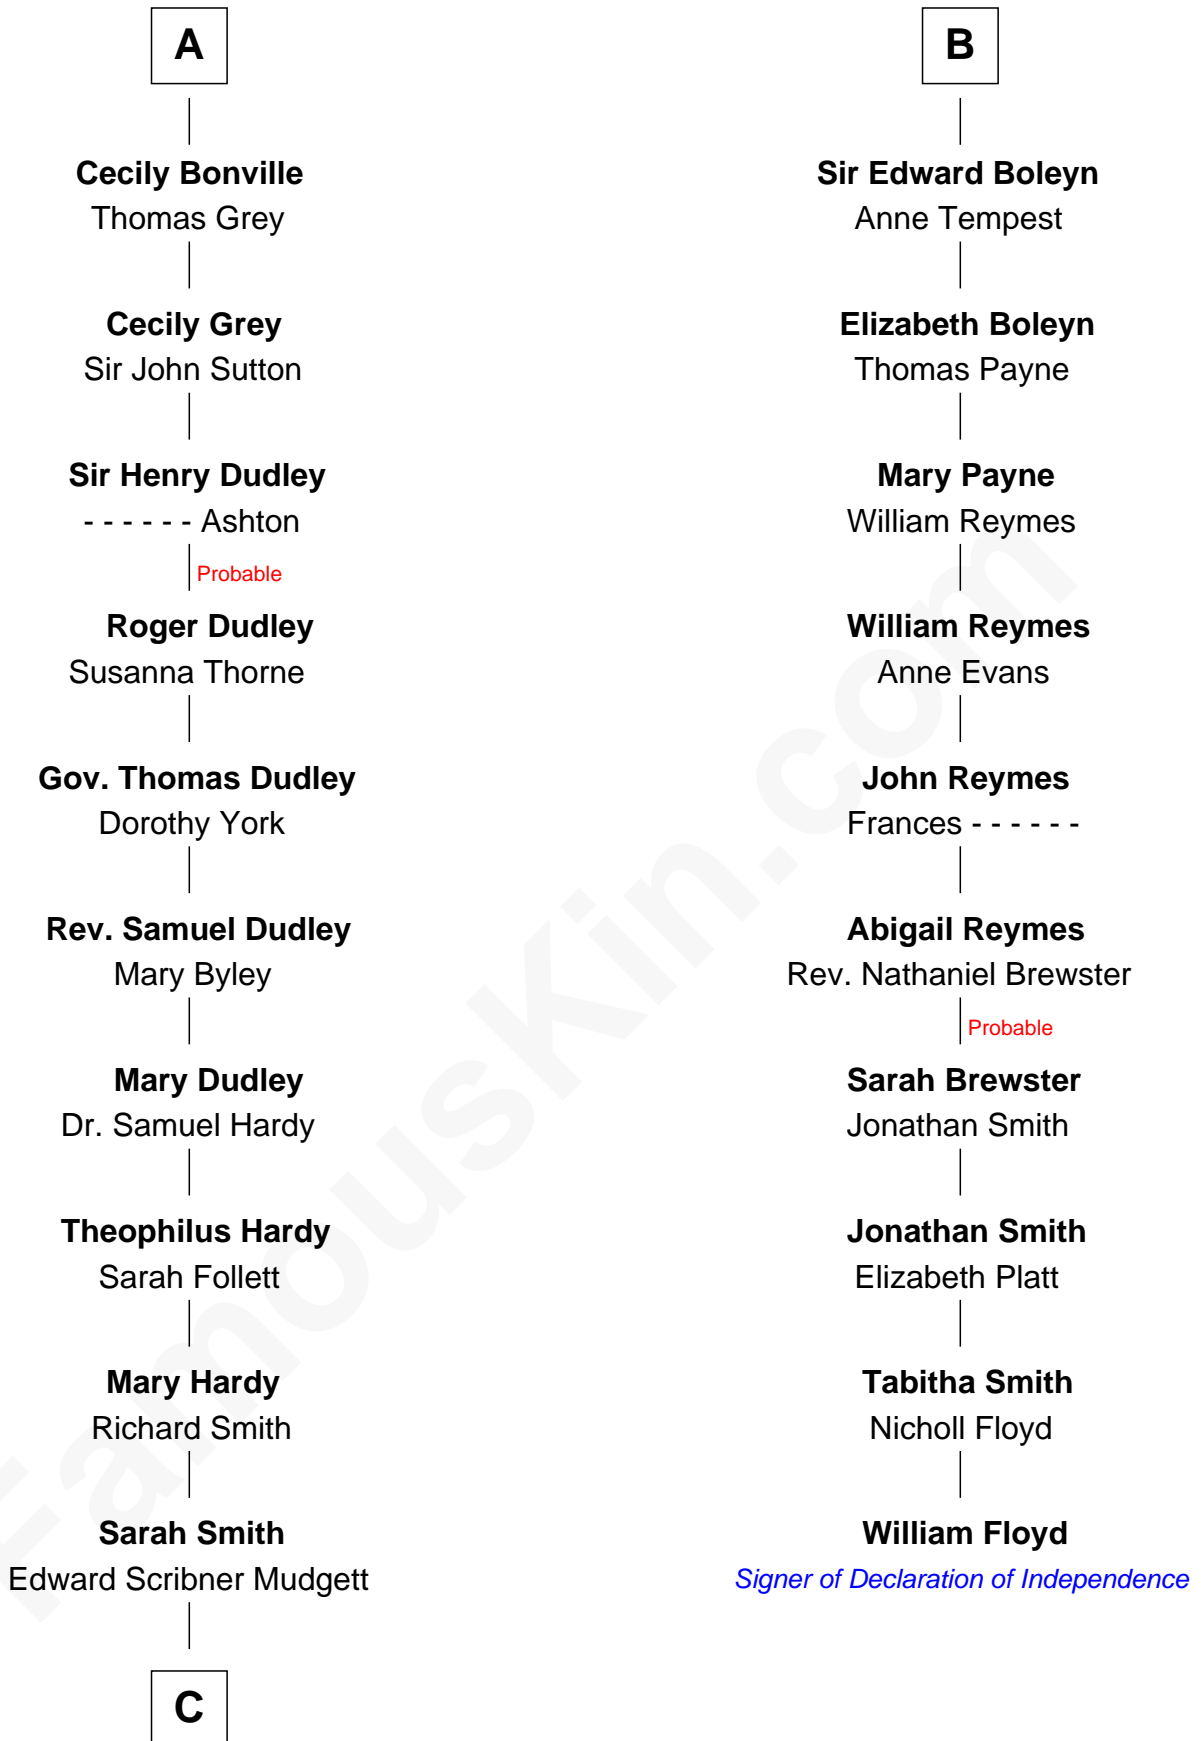 A
Cecily Bonville
Thomas Grey
Cecily Grey
Sir John Sutton
Sir Henry Dudley
- - - - - - Ashton
Probable
Roger Dudley
Susanna Thorne
Gov. Thomas Dudley
Dorothy York
Rev. Samuel Dudley
Mary Byley
Mary Dudley
Dr. Samuel Hardy
Theophilus Hardy
Sarah Follett
Mary Hardy
Richard Smith
Sarah Smith
Edward Scribner Mudgett
C
B
Sir Edward Boleyn
Anne Tempest
Elizabeth Boleyn
Thomas Payne
Mary Payne
William Reymes
William Reymes
Anne Evans
John Reymes
Frances - - - - - -
Abigail Reymes
Rev. Nathaniel Brewster
Probable
Sarah Brewster
Jonathan Smith
Jonathan Smith
Elizabeth Platt
Tabitha Smith
Nicholl Floyd
William Floyd
Signer of Declaration of Independence
FamousKin.com